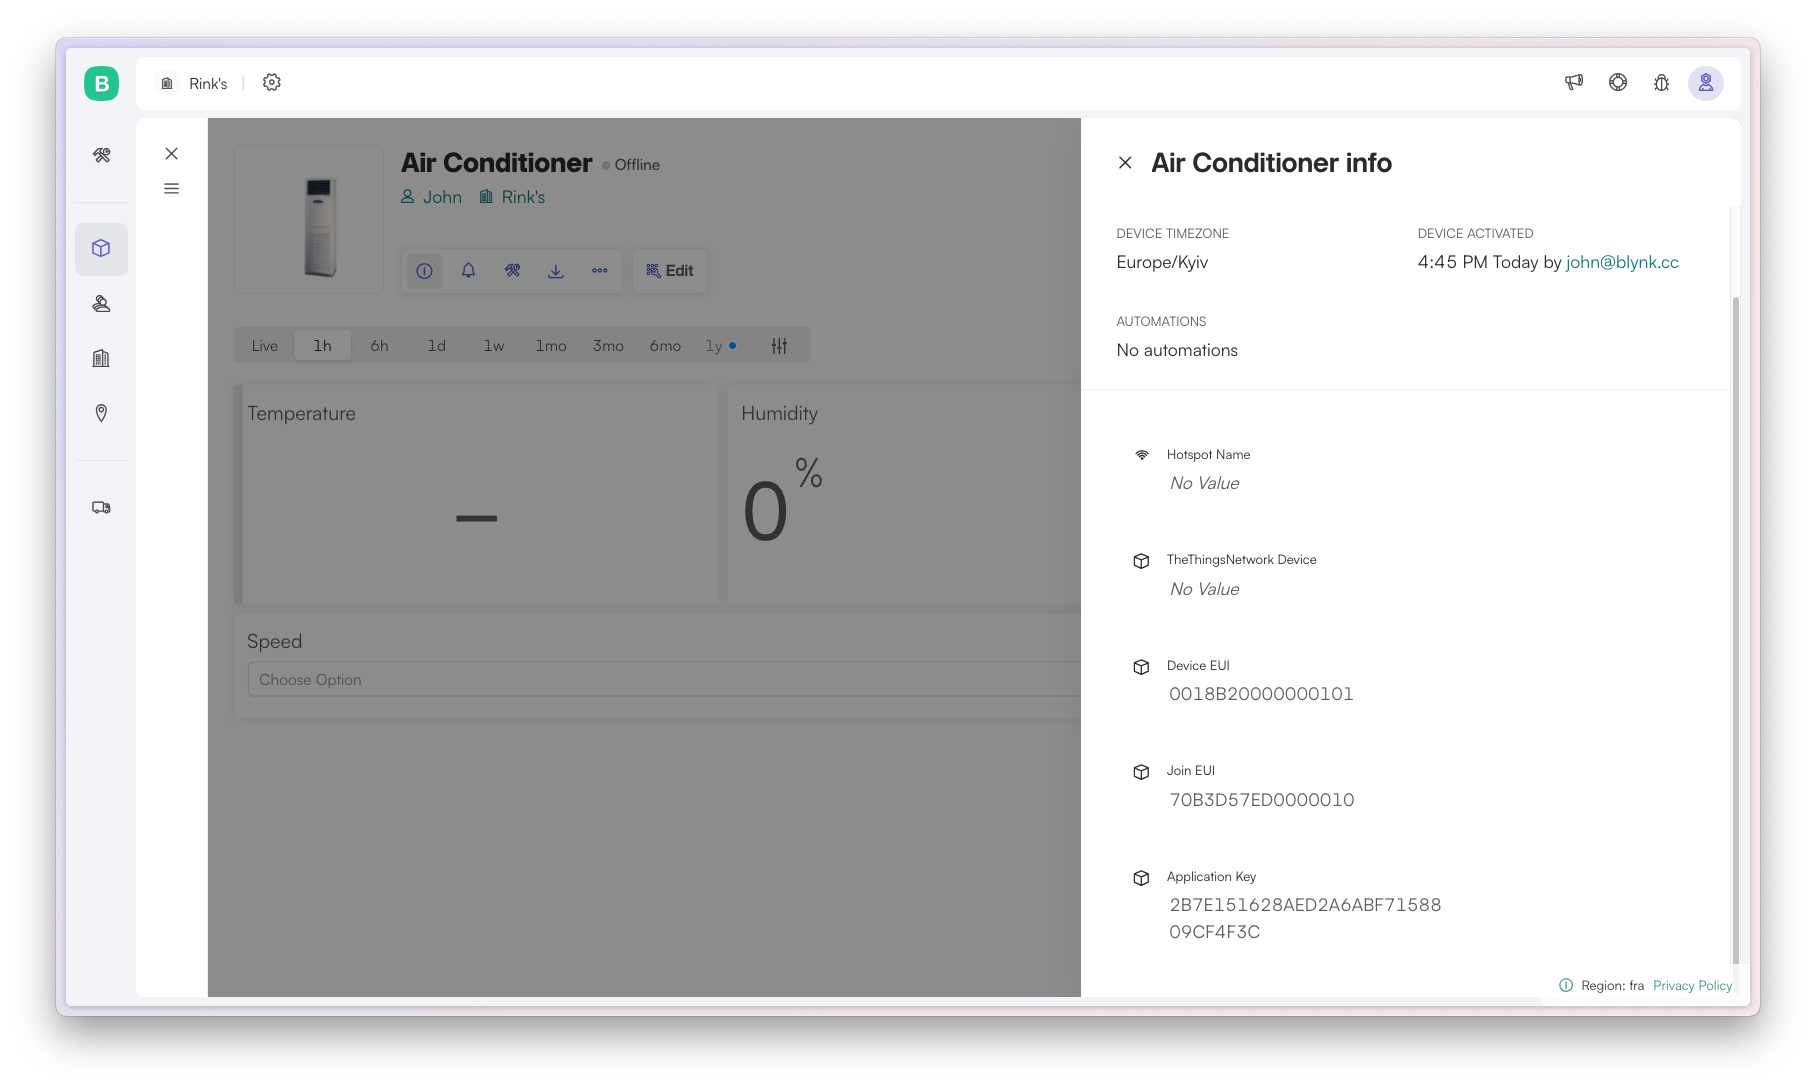 B
Rink's
Air Conditioner
Offline
John
Rink's
Edit
Live
1h
6h
1d
1w
1mo
3mo
6mo
1y
Temperature
–
Humidity
0 %
Speed
Choose Option
Air Conditioner info
DEVICE TIMEZONE
Europe/Kyiv
DEVICE ACTIVATED
4:45 PM Today by john@blynk.cc
AUTOMATIONS
No automations
Hotspot Name
No Value
TheThingsNetwork Device
No Value
Device EUI
0018B20000000101
Join EUI
70B3D57ED0000010
Application Key
2B7E151628AED2A6ABF71588
09CF4F3C
Region: fra Privacy Policy